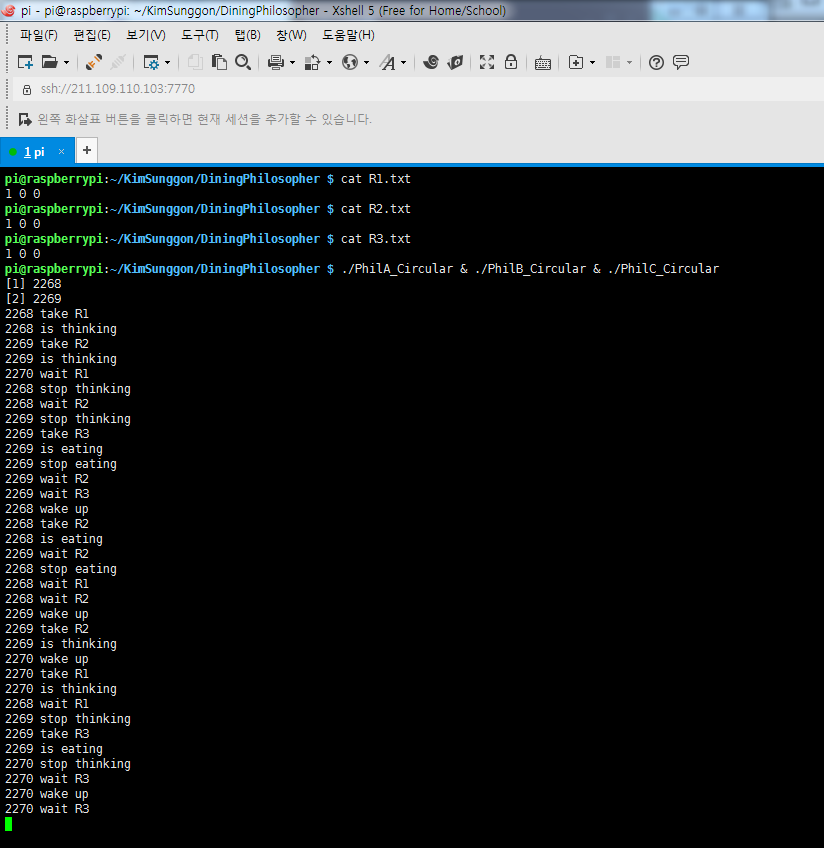 pi - pi@raspberrypi: ~/KimSunggon/DiningPhilosopher - Xshell 5 (Free for Home/School)
파일(F) 편집(E) 보기(V) 도구(T) 탭(B) 창(W) 도움말(H)
ssh://211.109.110.103:7770
왼쪽 화살표 버튼을 클릭하면 현재 세션을 추가할 수 있습니다.
1 pi × +
pi@raspberrypi:~/KimSunggon/DiningPhilosopher $ cat R1.txt
1 0 0
pi@raspberrypi:~/KimSunggon/DiningPhilosopher $ cat R2.txt
1 0 0
pi@raspberrypi:~/KimSunggon/DiningPhilosopher $ cat R3.txt
1 0 0
pi@raspberrypi:~/KimSunggon/DiningPhilosopher $ ./PhilA_Circular & ./PhilB_Circular & ./PhilC_Circular
[1] 2268
[2] 2269
2268 take R1
2268 is thinking
2269 take R2
2269 is thinking
2270 wait R1
2268 stop thinking
2268 wait R2
2269 stop thinking
2269 take R3
2269 is eating
2269 stop eating
2269 wait R2
2269 wait R3
2268 wake up
2268 take R2
2268 is eating
2269 wait R2
2268 stop eating
2268 wait R1
2268 wait R2
2269 wake up
2269 take R2
2269 is thinking
2270 wake up
2270 take R1
2270 is thinking
2268 wait R1
2269 stop thinking
2269 take R3
2269 is eating
2270 stop thinking
2270 wait R3
2270 wake up
2270 wait R3